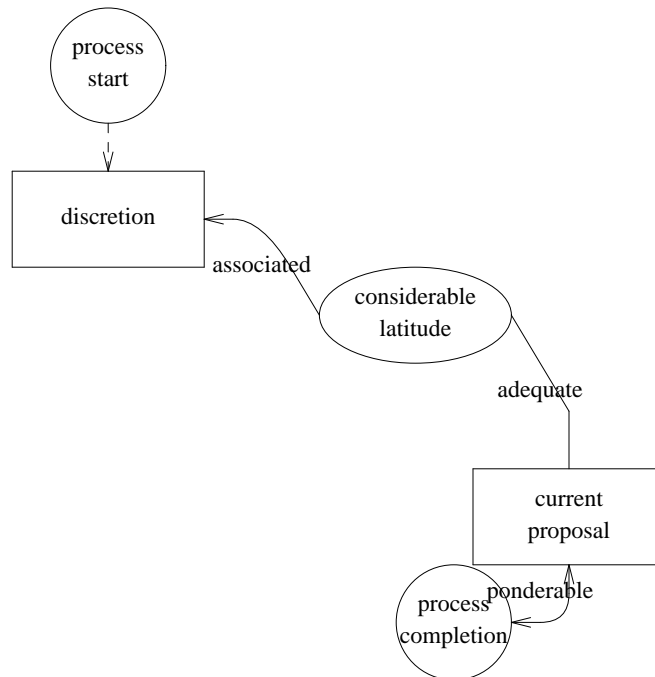 process
start
discretion
associated
considerable
latitude
adequate
current
proposal
ponderable
process
completion